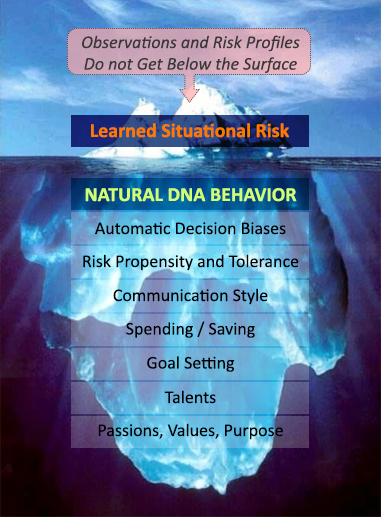 Observations and Risk Profiles
Do not Get Below the Surface
Learned Situational Risk
NATURAL DNA BEHAVIOR
Automatic Decision Biases
Risk Propensity and Tolerance
Communication Style
Spending / Saving
Goal Setting
Talents
Passions, Values, Purpose